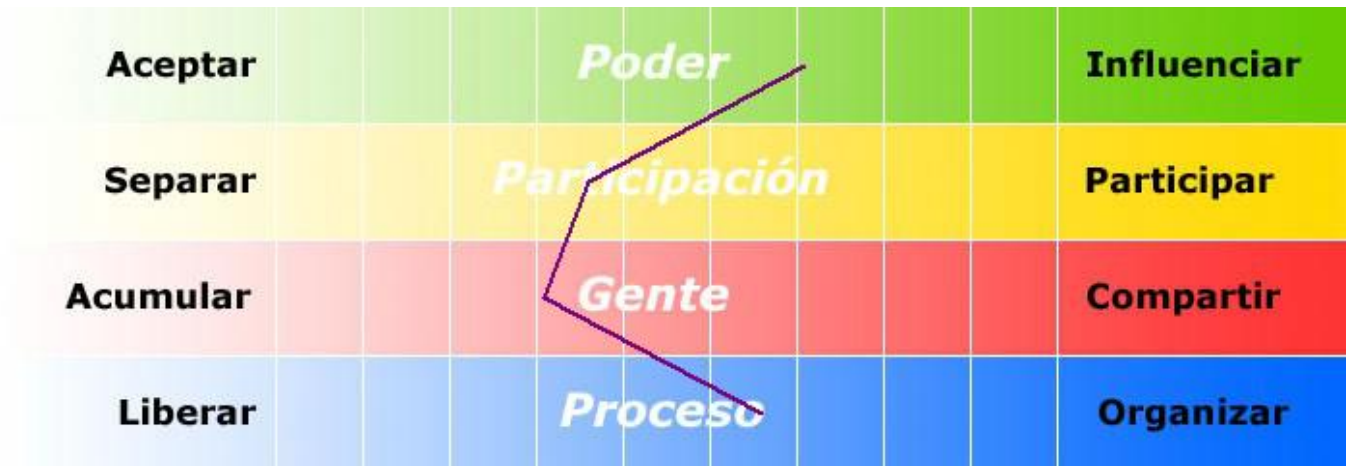 Aceptar Poder Influenciar
Separar Participación Participar
Acumular Gente Compartir
Liberar Proceso Organizar